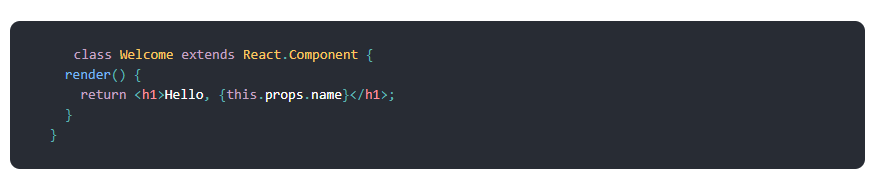 class Welcome extends React.Component {
render() {
return <h1>Hello, {this.props.name}</h1>;
}
}